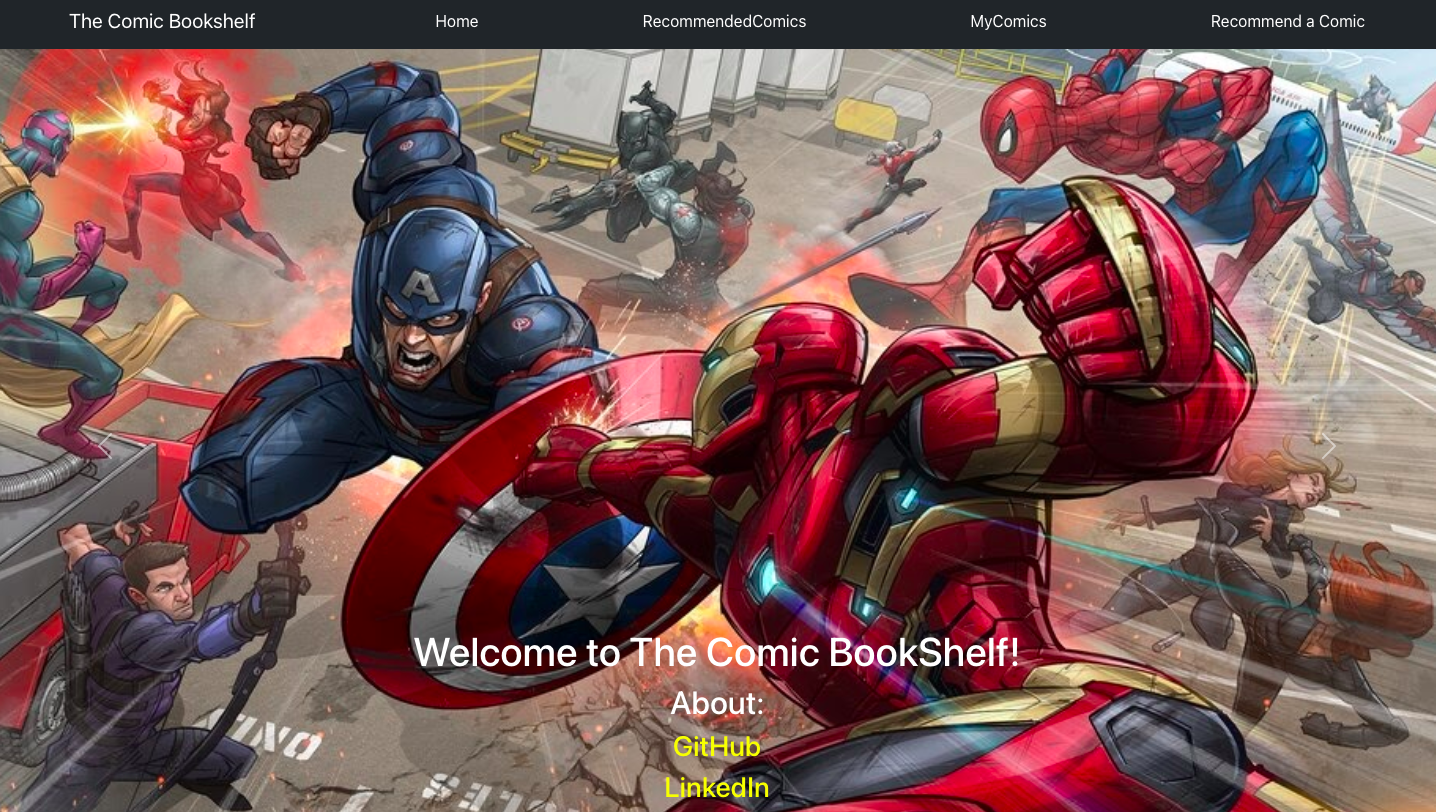 The Comic Bookshelf Home RecommendedComics MyComics Recommend a Comic
A
Welcome to The Comic BookShelf!
About:
GitHub
LinkedIn